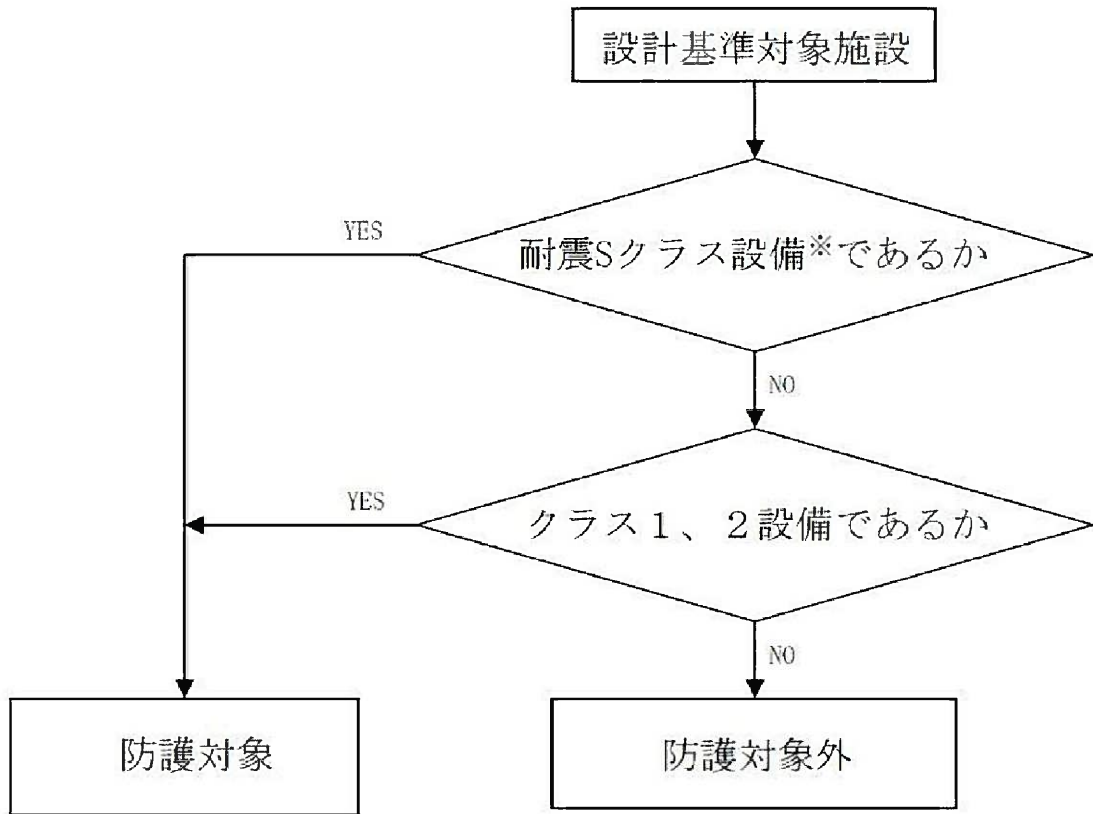 設計基準対象施設
YES
耐震Sクラス設備※であるか
NO
YES
クラス１、２設備であるか
NO
防護対象
防護対象外